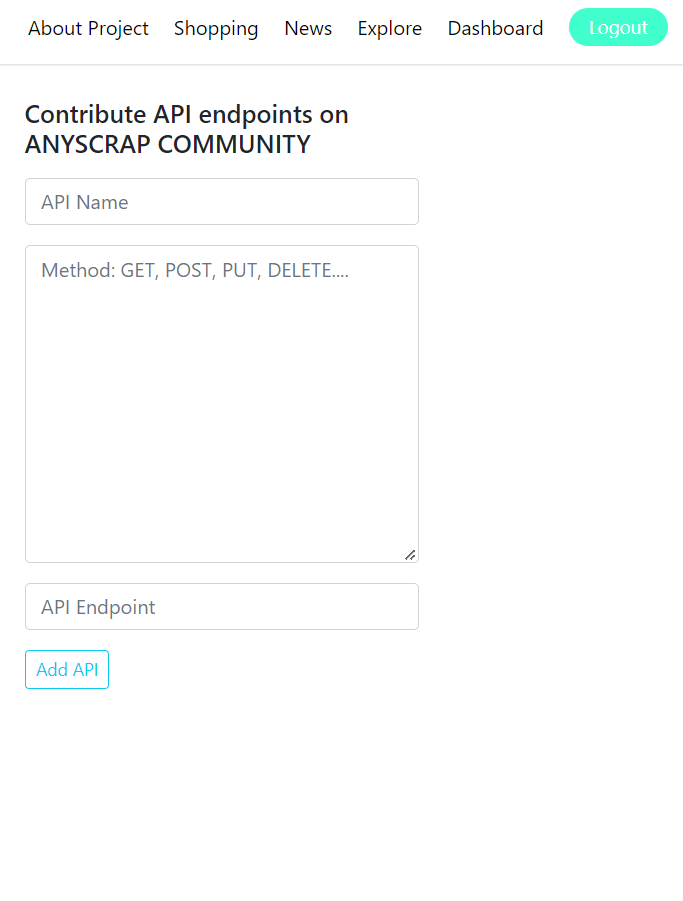 About Project Shopping News Explore Dashboard Logout
Contribute API endpoints on
ANYSCRAP COMMUNITY
API Name
Method: GET, POST, PUT, DELETE....
API Endpoint
Add API